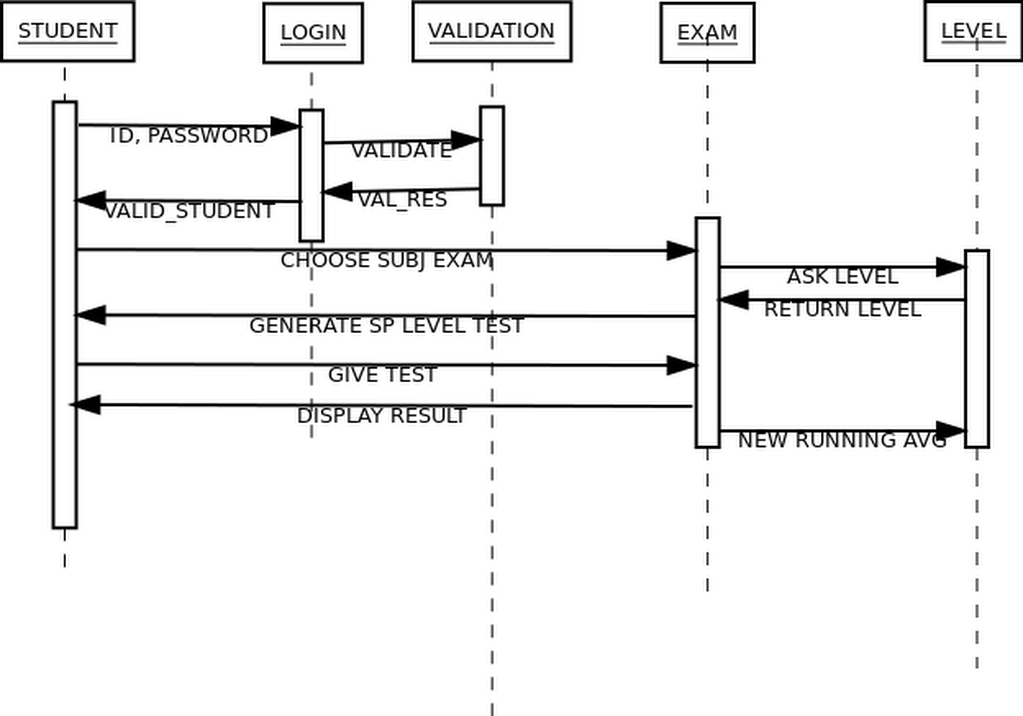 STUDENT
LOGIN
VALIDATION
EXAM
LEVEL
ID, PASSWORD
VALIDATE
VAL_RES
VALID_STUDENT
CHOOSE SUBJ EXAM
ASK LEVEL
RETURN LEVEL
GENERATE SP LEVEL TEST
GIVE TEST
DISPLAY RESULT
NEW RUNNING AVG